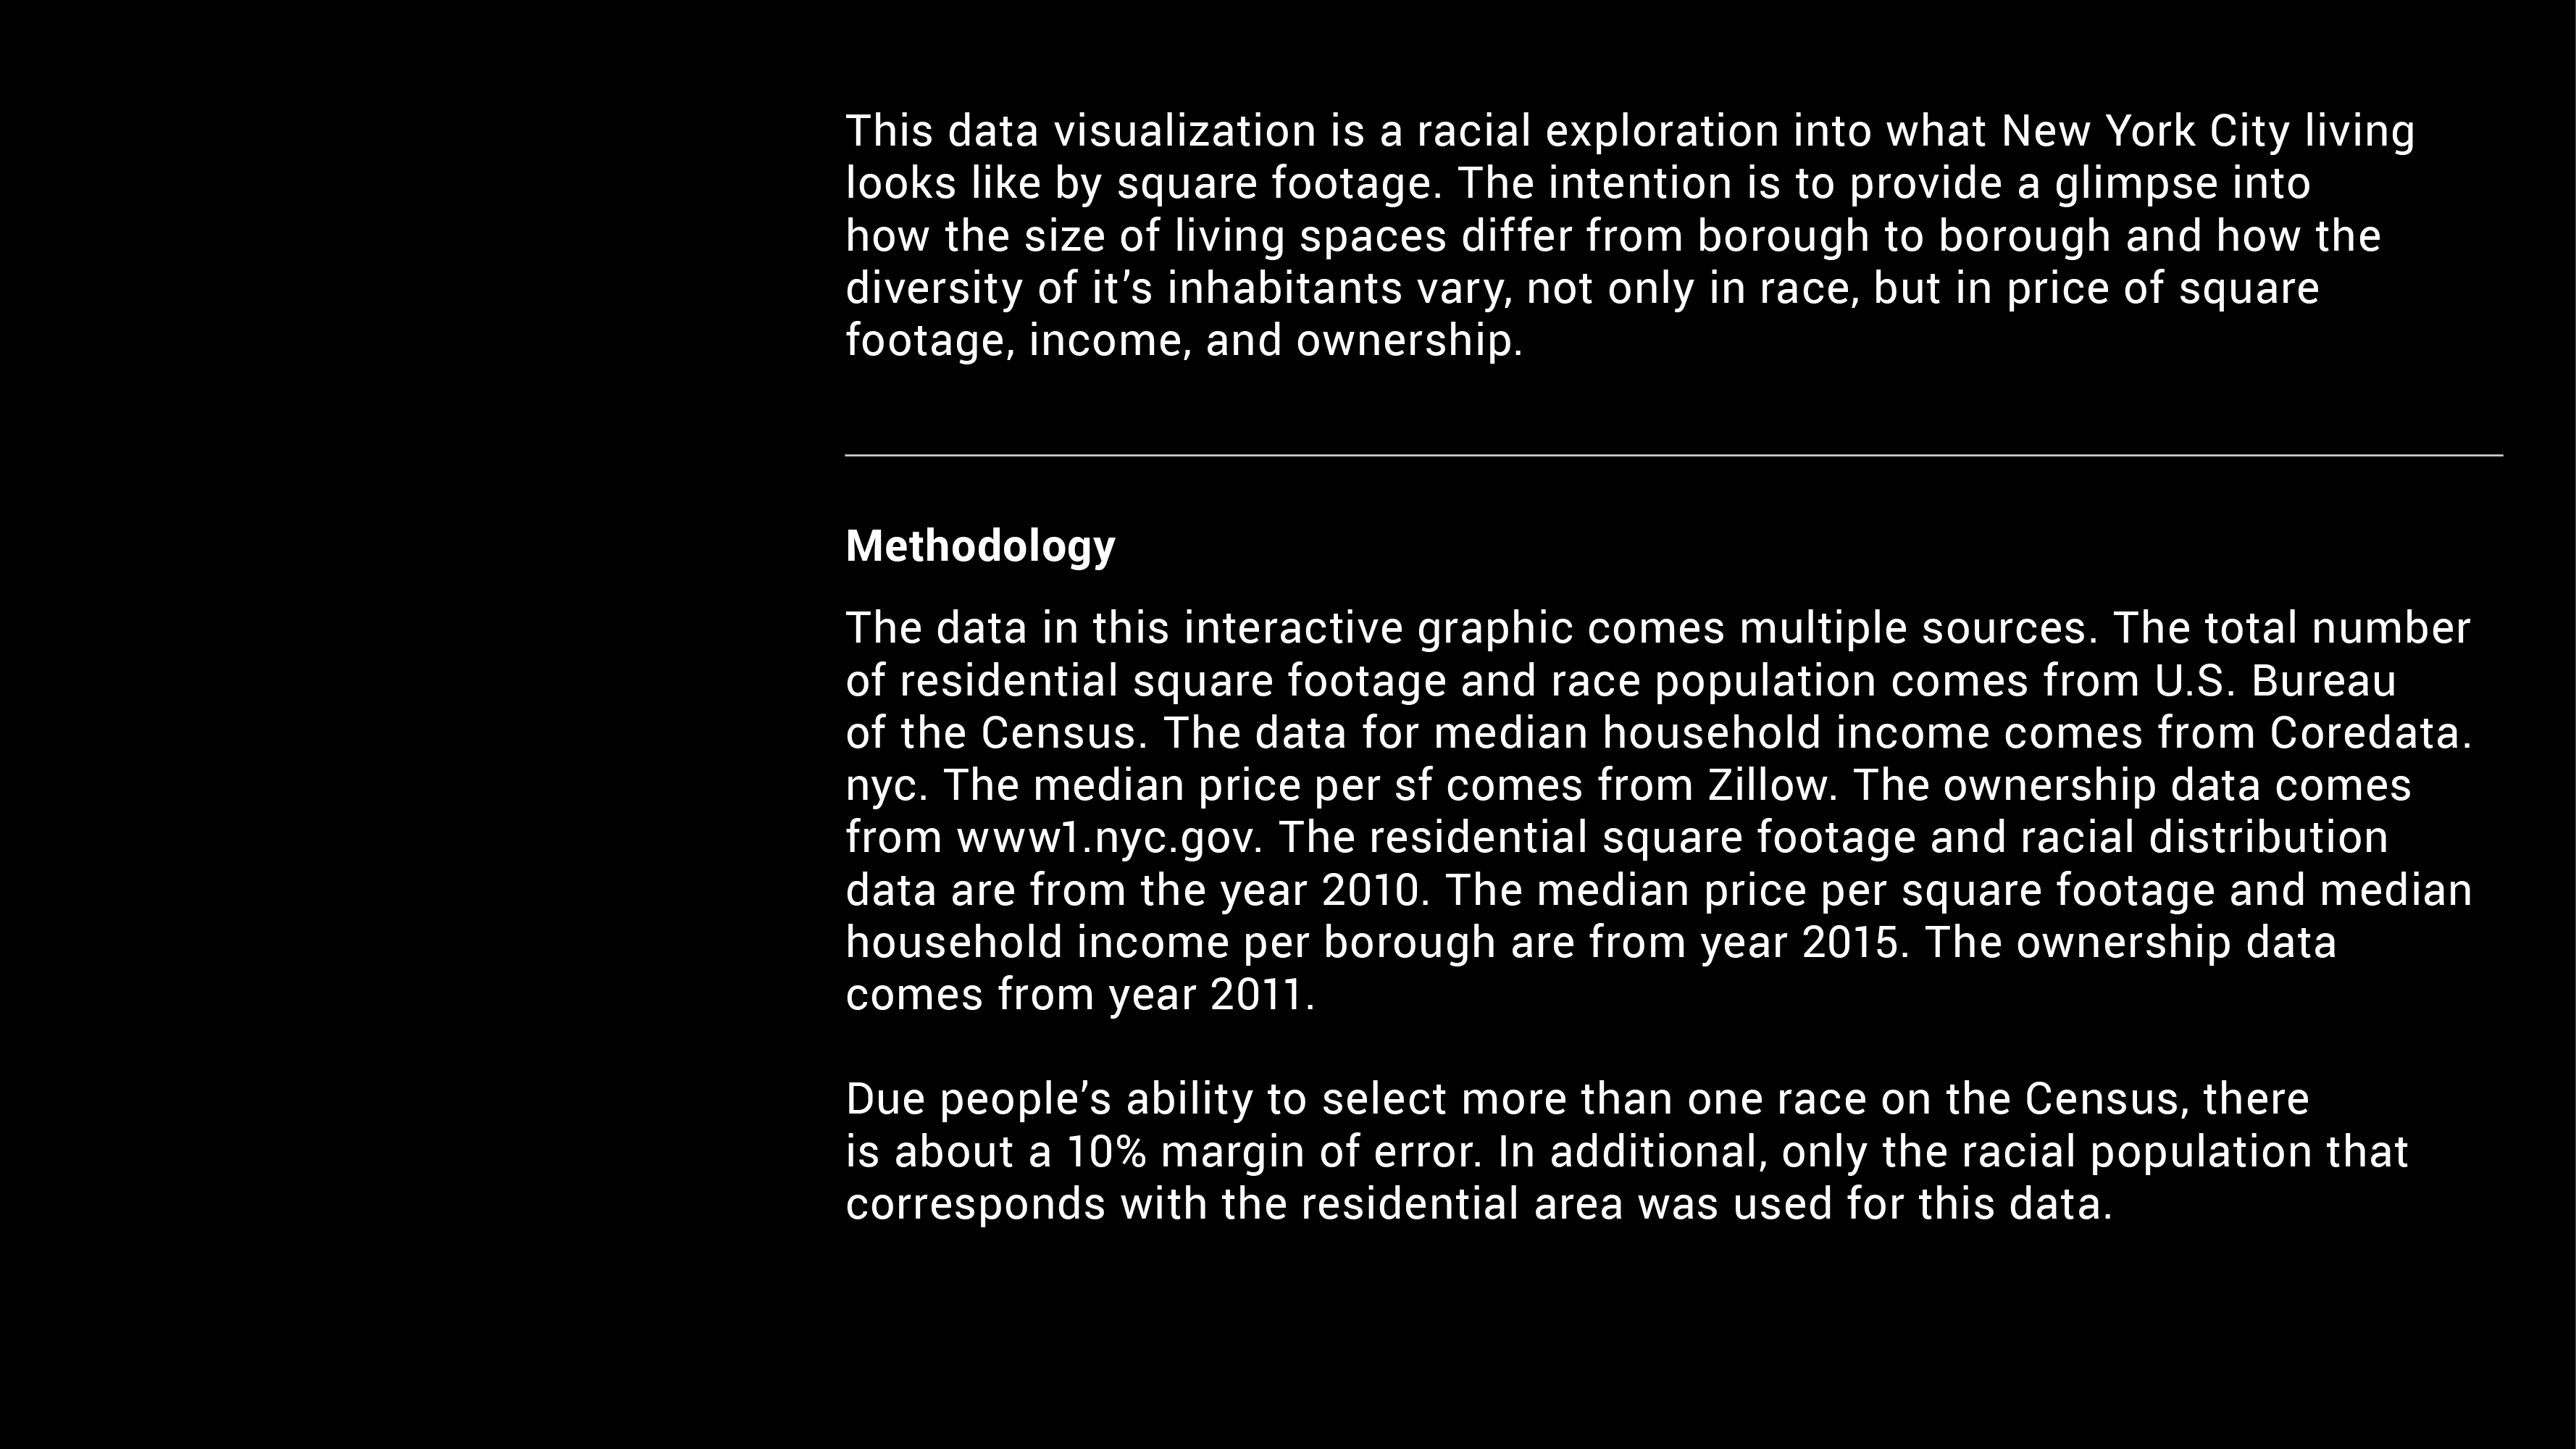 This data visualization is a racial exploration into what New York City living
looks like by square footage. The intention is to provide a glimpse into
how the size of living spaces differ from borough to borough and how the
diversity of it’s inhabitants vary, not only in race, but in price of square
footage, income, and ownership.
Methodology
The data in this interactive graphic comes multiple sources. The total number
of residential square footage and race population comes from U.S. Bureau
of the Census. The data for median household income comes from Coredata.
nyc. The median price per sf comes from Zillow. The ownership data comes
from www1.nyc.gov. The residential square footage and racial distribution
data are from the year 2010. The median price per square footage and median
household income per borough are from year 2015. The ownership data
comes from year 2011.
Due people’s ability to select more than one race on the Census, there
is about a 10% margin of error. In additional, only the racial population that
corresponds with the residential area was used for this data.